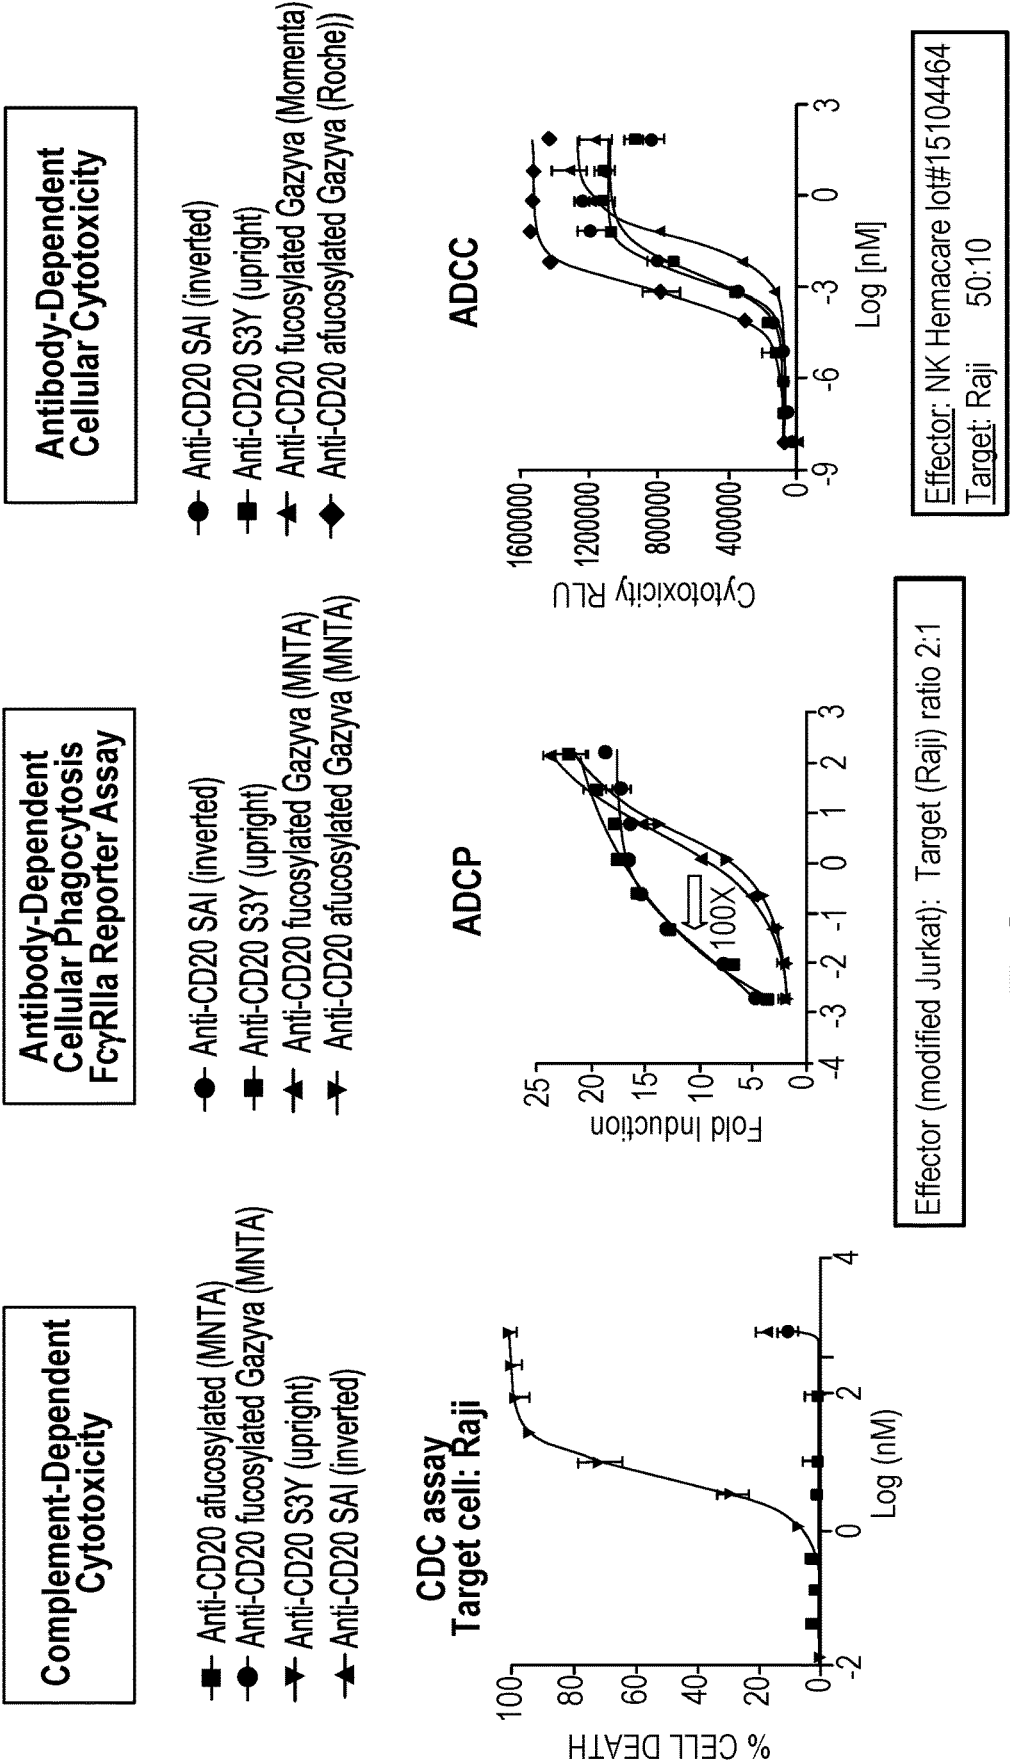 Complement-Dependent
Cytotoxicity
Anti-CD20 afucosylated (MNTA)
Anti-CD20 fucosylated Gazyva (MNTA)
Anti-CD20 S3Y (upright)
Anti-CD20 SAI (inverted)
CDC assay
Target cell: Raji
% CELL DEATH
100
80
60
40
20
0
-2
0
2
4
Log (nM)
Antibody-Dependent
Cellular Phagocytosis
FcγRIIa Reporter Assay
Anti-CD20 SAI (inverted)
Anti-CD20 S3Y (upright)
Anti-CD20 fucosylated Gazyva (MNTA)
Anti-CD20 afucosylated Gazyva (MNTA)
ADCP
Fold Induction
25
20
15
10
5
0
100X
-4
-3
-2
-1
0
1
2
3
Effector (modified Jurkat): Target (Raji) ratio 2:1
Antibody-Dependent
Cellular Cytotoxicity
Anti-CD20 SAI (inverted)
Anti-CD20 S3Y (upright)
Anti-CD20 fucosylated Gazyva (Momenta)
Anti-CD20 afucosylated Gazyva (Roche))
ADCC
Cytotoxicity RLU
1600000
1200000
800000
400000
0
-9
-6
-3
0
3
Log [nM]
Effector: NK Hemacare lot#15104464
Target: Raji 50:10